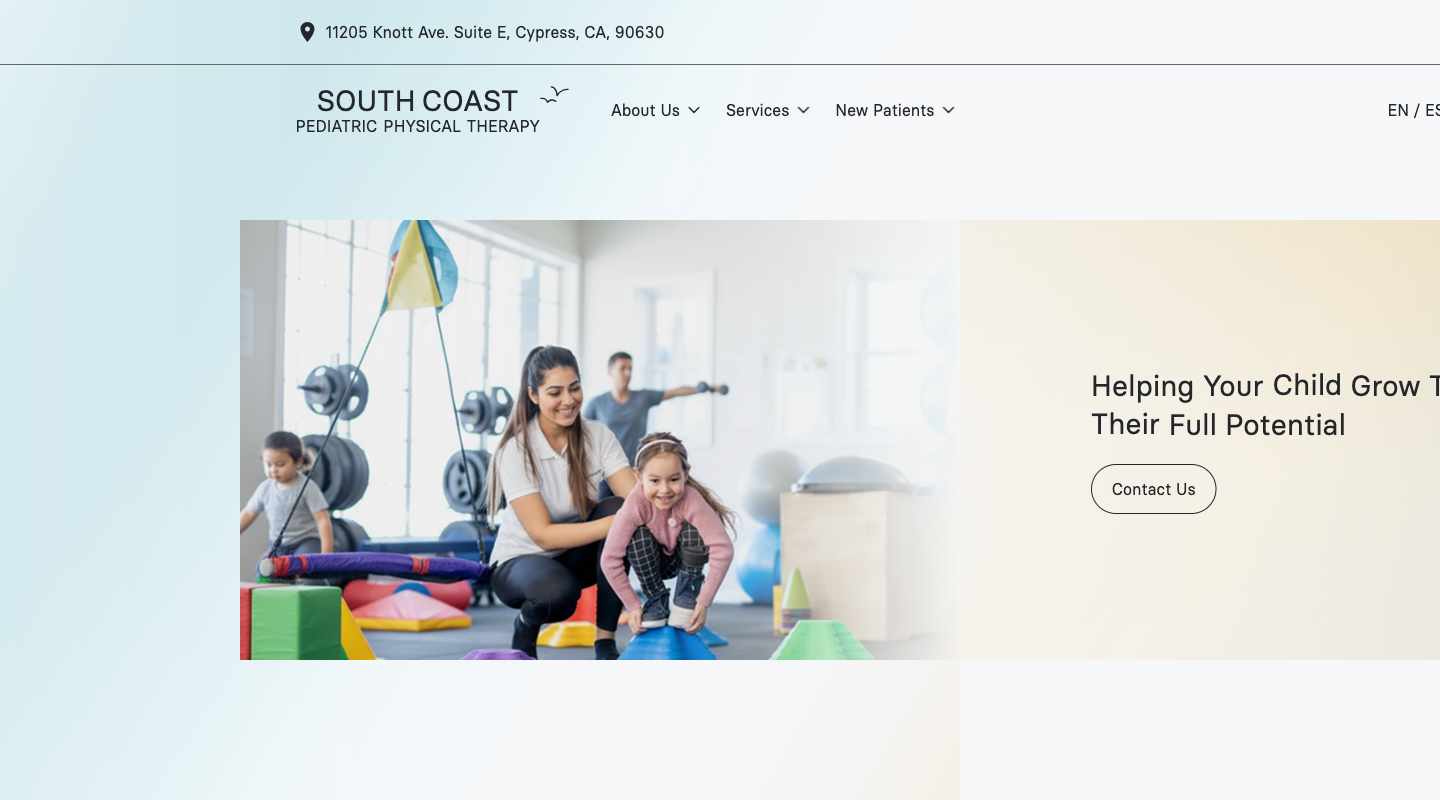 11205 Knott Ave. Suite E, Cypress, CA, 90630
SOUTH COAST
PEDIATRIC PHYSICAL THERAPY
About Us
Services
New Patients
EN / ES
Helping Your Child Grow T
Their Full Potential
Contact Us